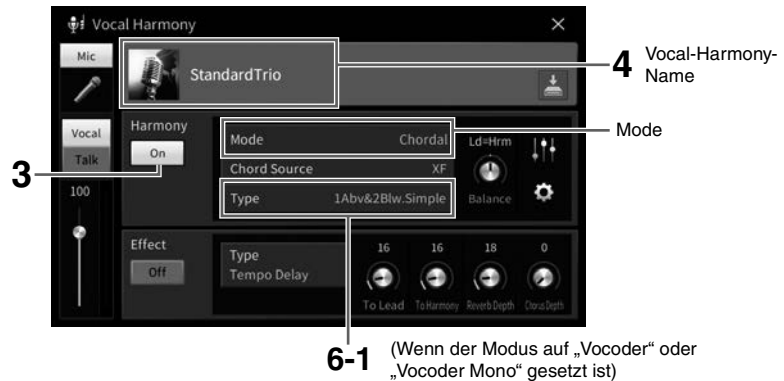 Vocal Harmony
Mic
StandardTrio
4 Vocal-Harmony-
Name
Vocal
Talk
100
Harmony
On
3
Mode Chordal
Mode
Chord Source XF
Type 1Abv&2Blw.Simple
Ld=Hrm
Balance
Effect
Off
Type
Tempo Delay
16 16 18 0
To Lead To Harmony Reverb Depth Chorus Depth
6-1 (Wenn der Modus auf „Vocoder“ oder
„Vocoder Mono“ gesetzt ist)